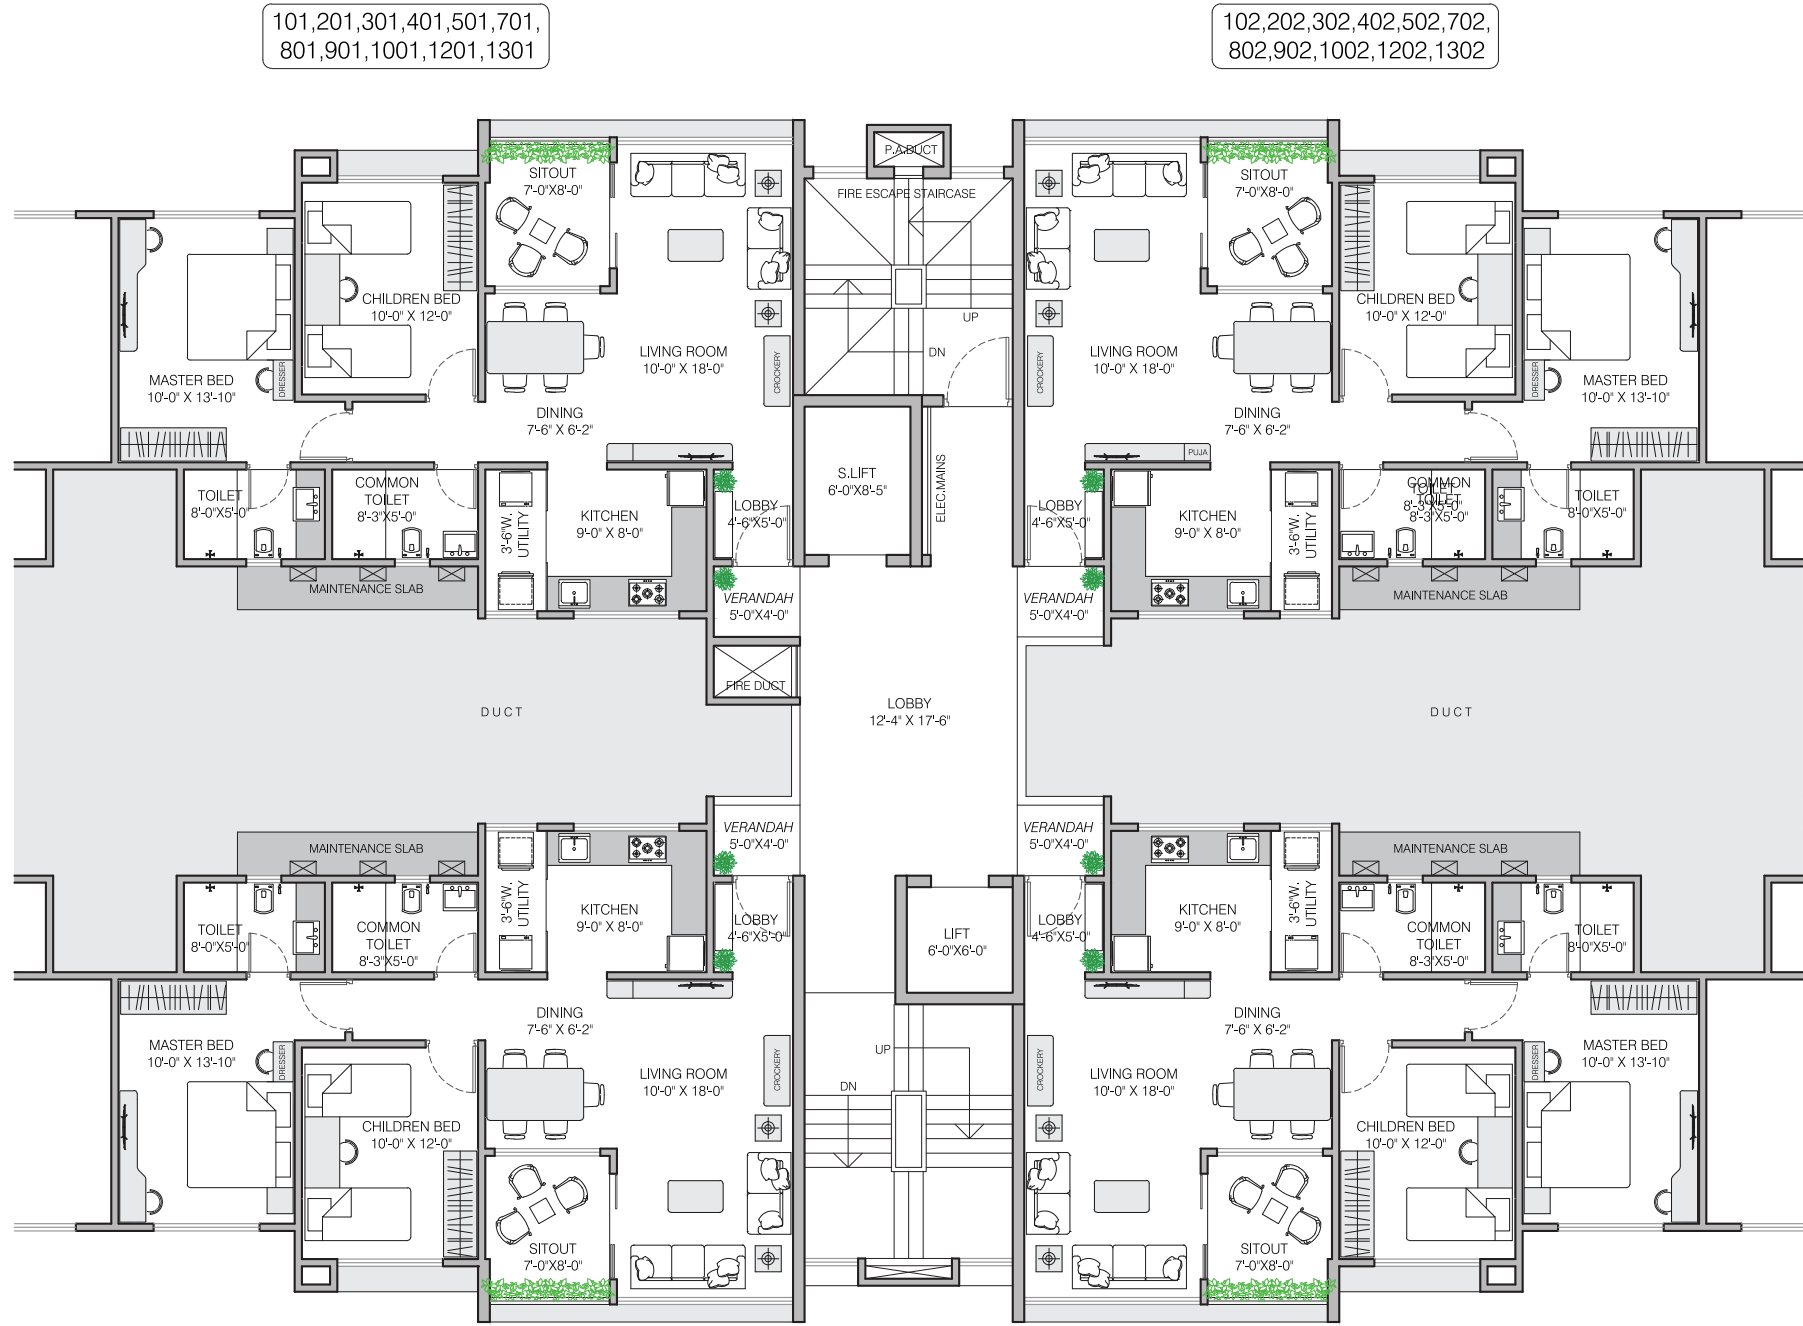 101,201,301,401,501,701,
801,901,1001,1201,1301
102,202,302,402,502,702,
802,902,1002,1202,1302
P.A.DUCT
FIRE ESCAPE STAIRCASE
UP
DN
SITOUT
7'-0"X8'-0"
CHILDREN BED
10'-0" X 12'-0"
MASTER BED
10'-0" X 13'-10"
DRESSER
LIVING ROOM
10'-0" X 18'-0"
CROCKERY
DINING
7'-6" X 6'-2"
TOILET
8'-0"X5'-0"
COMMON
TOILET
8'-3"X5'-0"
3'-6"W.
UTILITY
KITCHEN
9'-0" X 8'-0"
LOBBY
4'-6"X5'-0"
VERANDAH
5'-0"X4'-0"
MAINTENANCE SLAB
S.LIFT
6'-0"X8'-5"
ELEC.MAINS
SITOUT
7'-0"X8'-0"
CHILDREN BED
10'-0" X 12'-0"
MASTER BED
10'-0" X 13'-10"
DRESSER
LIVING ROOM
10'-0" X 18'-0"
CROCKERY
DINING
7'-6" X 6'-2"
PUJA
LOBBY
4'-6"X5'-0"
KITCHEN
9'-0" X 8'-0"
3'-6"W.
UTILITY
COMMON
TOILET
8'-3"X5'-0"
TOILET
8'-3"X5'-0"
TOILET
8'-0"X5'-0"
VERANDAH
5'-0"X4'-0"
MAINTENANCE SLAB
FIRE DUCT
DUCT
LOBBY
12'-4" X 17'-6"
DUCT
VERANDAH
5'-0"X4'-0"
MAINTENANCE SLAB
TOILET
8'-0"X5'-0"
COMMON
TOILET
8'-3"X5'-0"
3'-6"W.
UTILITY
KITCHEN
9'-0" X 8'-0"
LOBBY
4'-6"X5'-0"
DINING
7'-6" X 6'-2"
MASTER BED
10'-0" X 13'-10"
DRESSER
LIVING ROOM
10'-0" X 18'-0"
CROCKERY
CHILDREN BED
10'-0" X 12'-0"
SITOUT
7'-0"X8'-0"
LIFT
6'-0"X6'-0"
UP
DN
VERANDAH
5'-0"X4'-0"
MAINTENANCE SLAB
LOBBY
4'-6"X5'-0"
KITCHEN
9'-0" X 8'-0"
3'-6"W.
UTILITY
COMMON
TOILET
8'-3"X5'-0"
TOILET
8'-0"X5'-0"
DINING
7'-6" X 6'-2"
MASTER BED
10'-0" X 13'-10"
DRESSER
LIVING ROOM
10'-0" X 18'-0"
CROCKERY
CHILDREN BED
10'-0" X 12'-0"
SITOUT
7'-0"X8'-0"